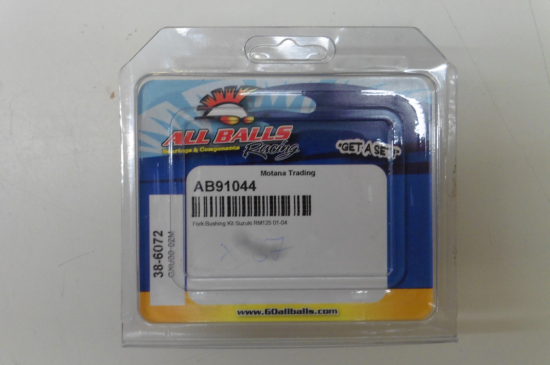 ALL BALLS
Bearings & Components
Racing
"GET A SET!"
Motana Trading
AB91044
Fork Bushing Kit Suzuki RM125 01-04
38-6072
www.GOallballs.com